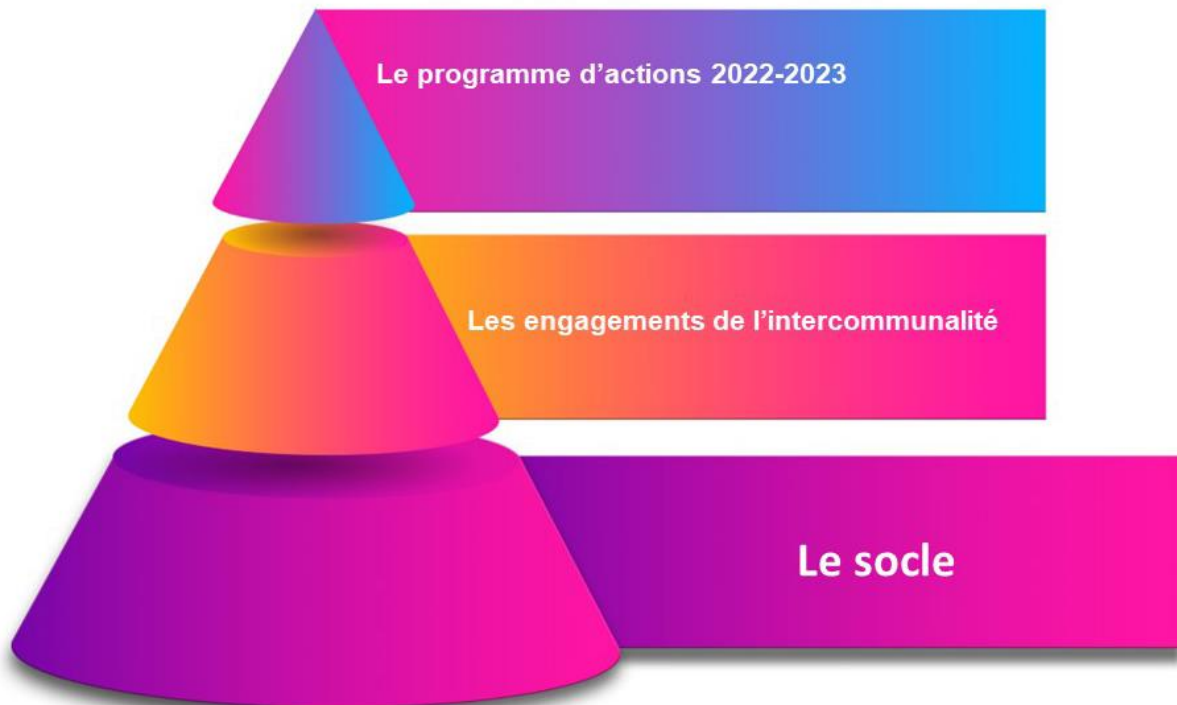 Le programme d’actions 2022-2023
Les engagements de l’intercommunalité
Le socle